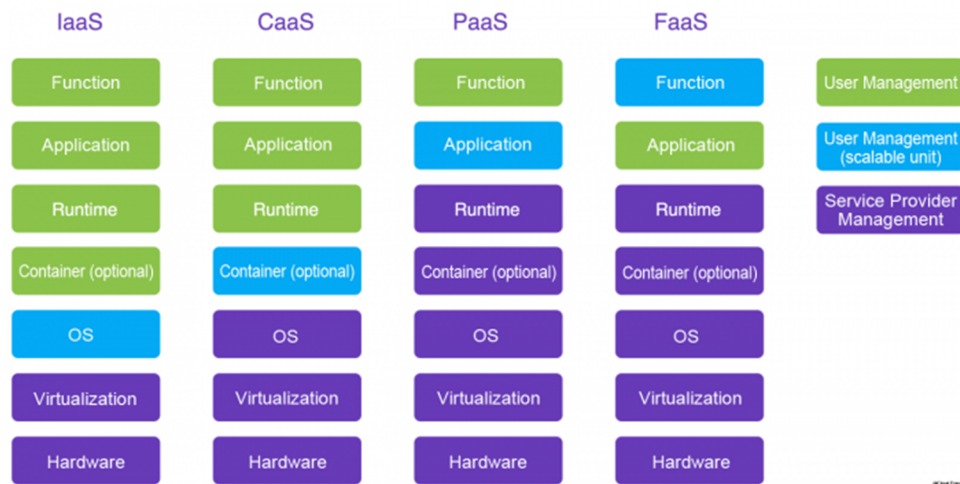 IaaS CaaS PaaS FaaS
Function Function Function Function User Management
Application Application Application Application User Management
(scalable unit)
Runtime Runtime Runtime Runtime Service Provider
Management
Container (optional) Container (optional) Container (optional) Container (optional)
OS OS OS OS
Virtualization Virtualization Virtualization Virtualization
Hardware Hardware Hardware Hardware